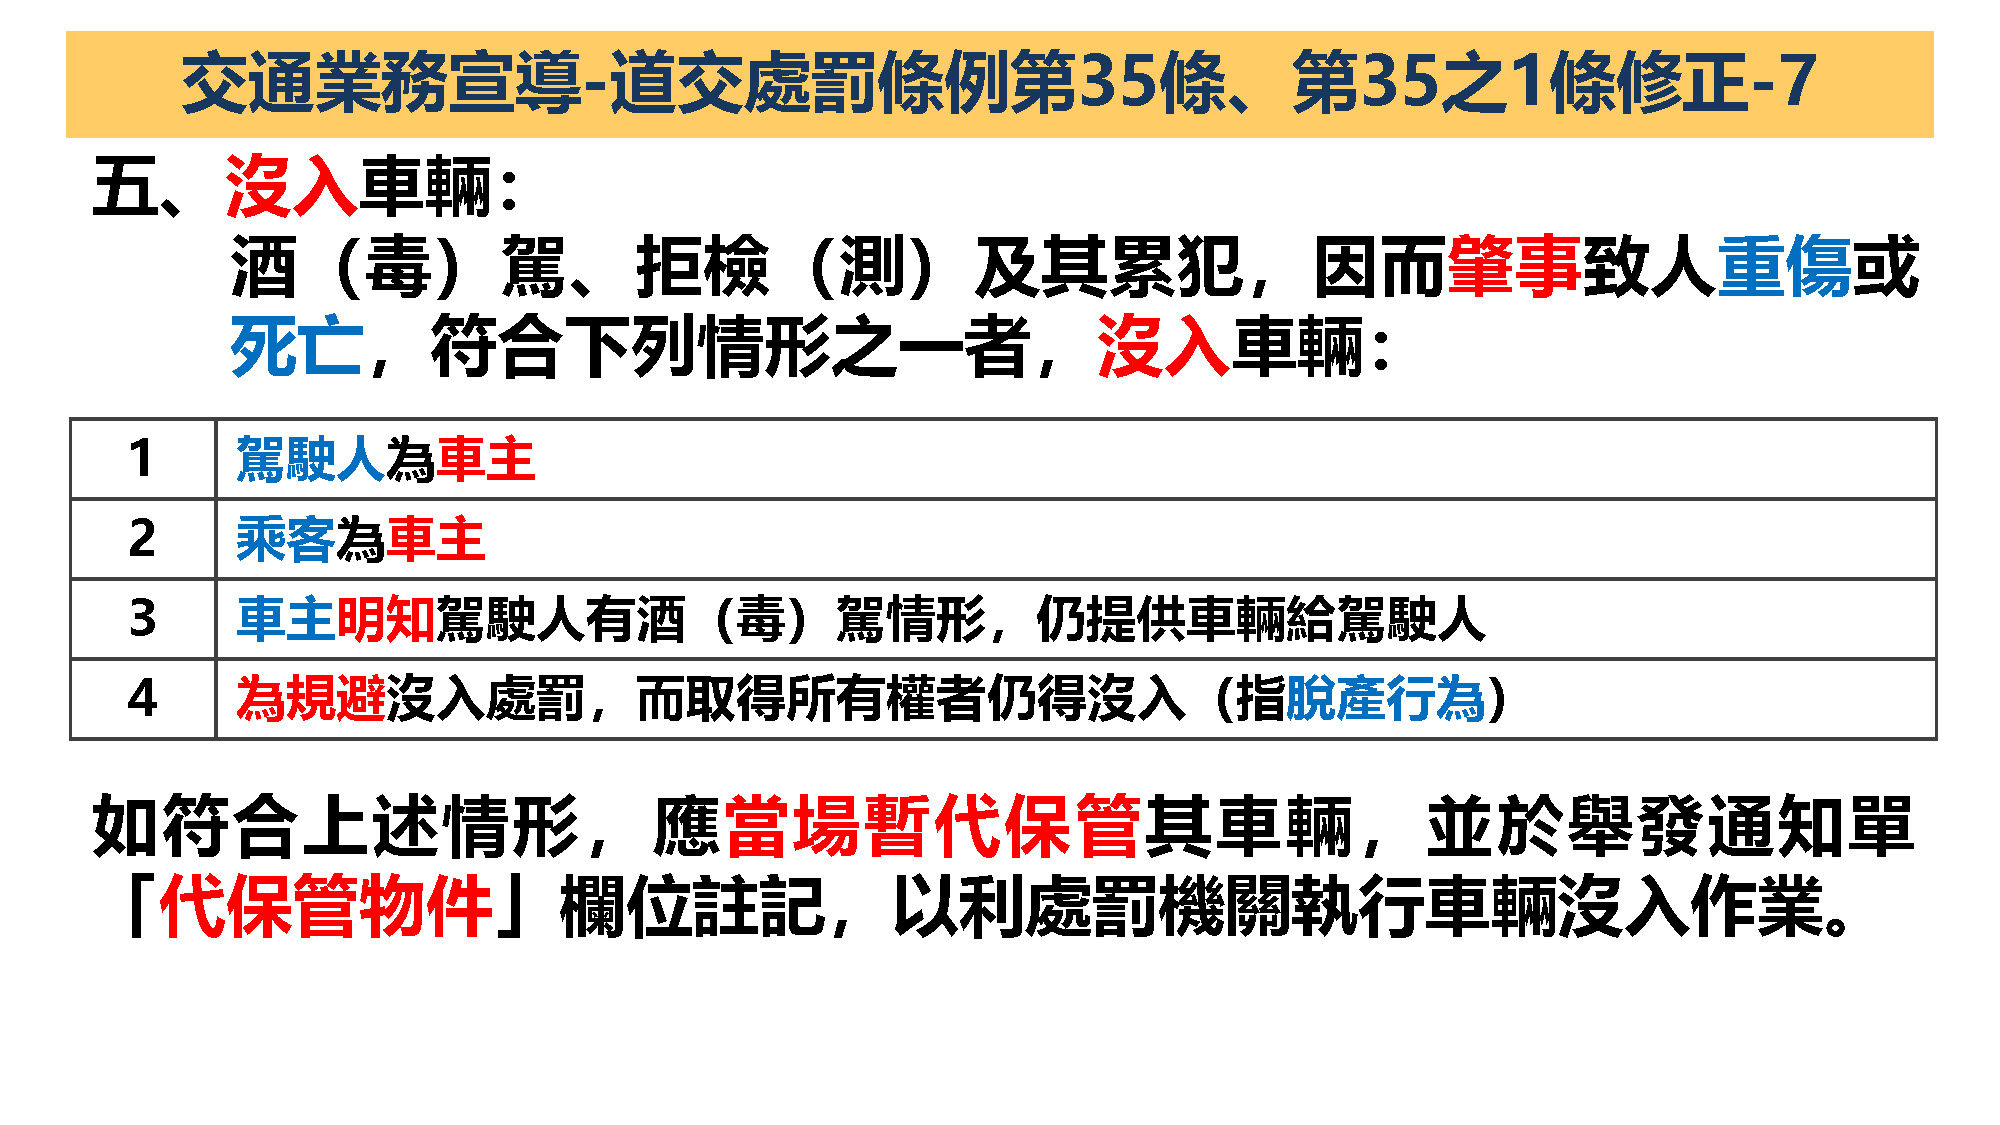 交通業務宣導-道交處罰條例第35條、第35之1條修正-7
五、沒入車輛：
酒（毒）駕、拒檢（測）及其累犯，因而肇事致人重傷或
死亡，符合下列情形之一者，沒入車輛：
1 駕駛人為車主
2 乘客為車主
3 車主明知駕駛人有酒（毒）駕情形，仍提供車輛給駕駛人
4 為規避沒入處罰，而取得所有權者仍得沒入（指脫產行為）
如符合上述情形，應當場暫代保管其車輛，並於舉發通知單
「代保管物件」欄位註記，以利處罰機關執行車輛沒入作業。